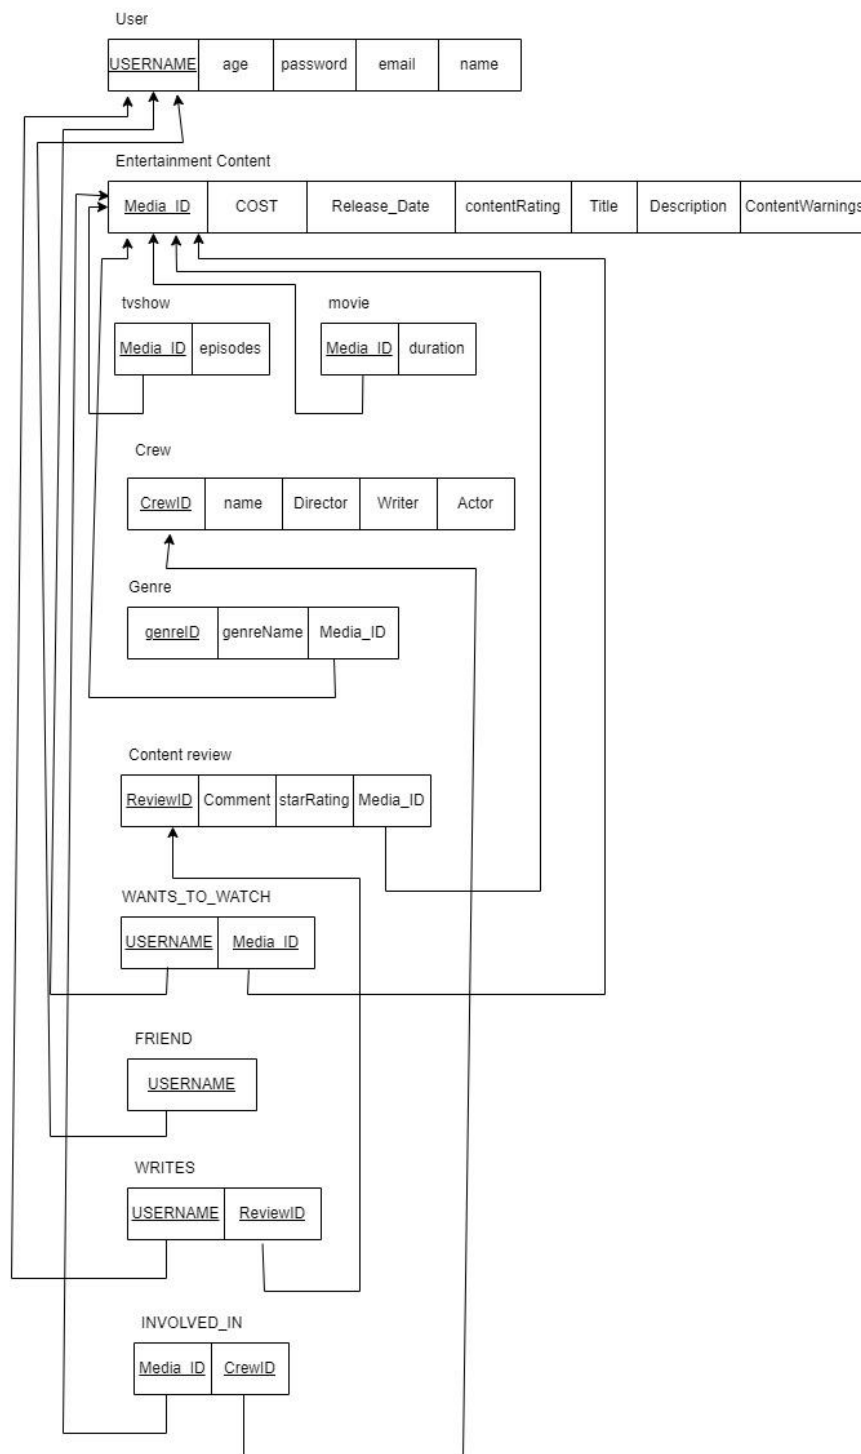 User
USERNAME age password email name
Entertainment Content
Media_ID COST Release_Date contentRating Title Description ContentWarnings
tvshow movie
Media_ID episodes Media_ID duration
Crew
CrewID name Director Writer Actor
Genre
genreID genreName Media_ID
Content review
ReviewID Comment starRating Media_ID
WANTS_TO_WATCH
USERNAME Media_ID
FRIEND
USERNAME
WRITES
USERNAME ReviewID
INVOLVED_IN
Media_ID CrewID